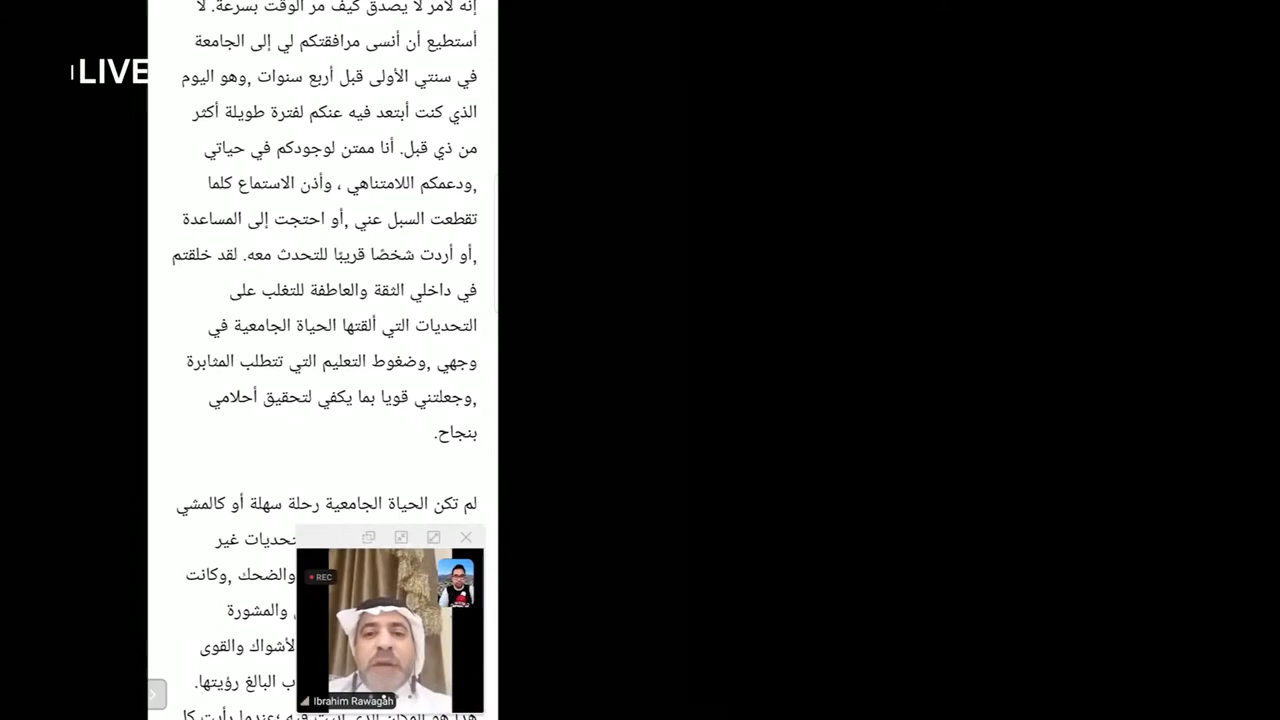 LIVE
إنه لأمر لا يصدق كيف مر الوقت بسرعة. لا
أستطيع أن أنسى مرافقتكم لي إلى الجامعة
في سنتي الأولى قبل أربع سنوات ,وهو اليوم
الذي كنت أبتعد فيه عنكم لفترة طويلة أكثر
من ذي قبل. أنا ممتن لوجودكم في حياتي
,ودعمكم اللامتناهي ، وأذن الاستماع كلما
تقطعت السبل عني ,أو احتجت إلى المساعدة
,أو أردت شخصًا قريبًا للتحدث معه. لقد خلقتم
في داخلي الثقة والعاطفة للتغلب على
التحديات التي ألقتها الحياة الجامعية في
وجهي ,وضغوط التعليم التي تتطلب المثابرة
,وجعلتني قويا بما يكفي لتحقيق أحلامي
بنجاح.
لم تكن الحياة الجامعية رحلة سهلة أو كالمشي
تحديات غير
والضحك ,وكانت
والمشورة
لأشواك والقوى
ب البالغ رؤيتها.
REC
Ibrahim Rawagah